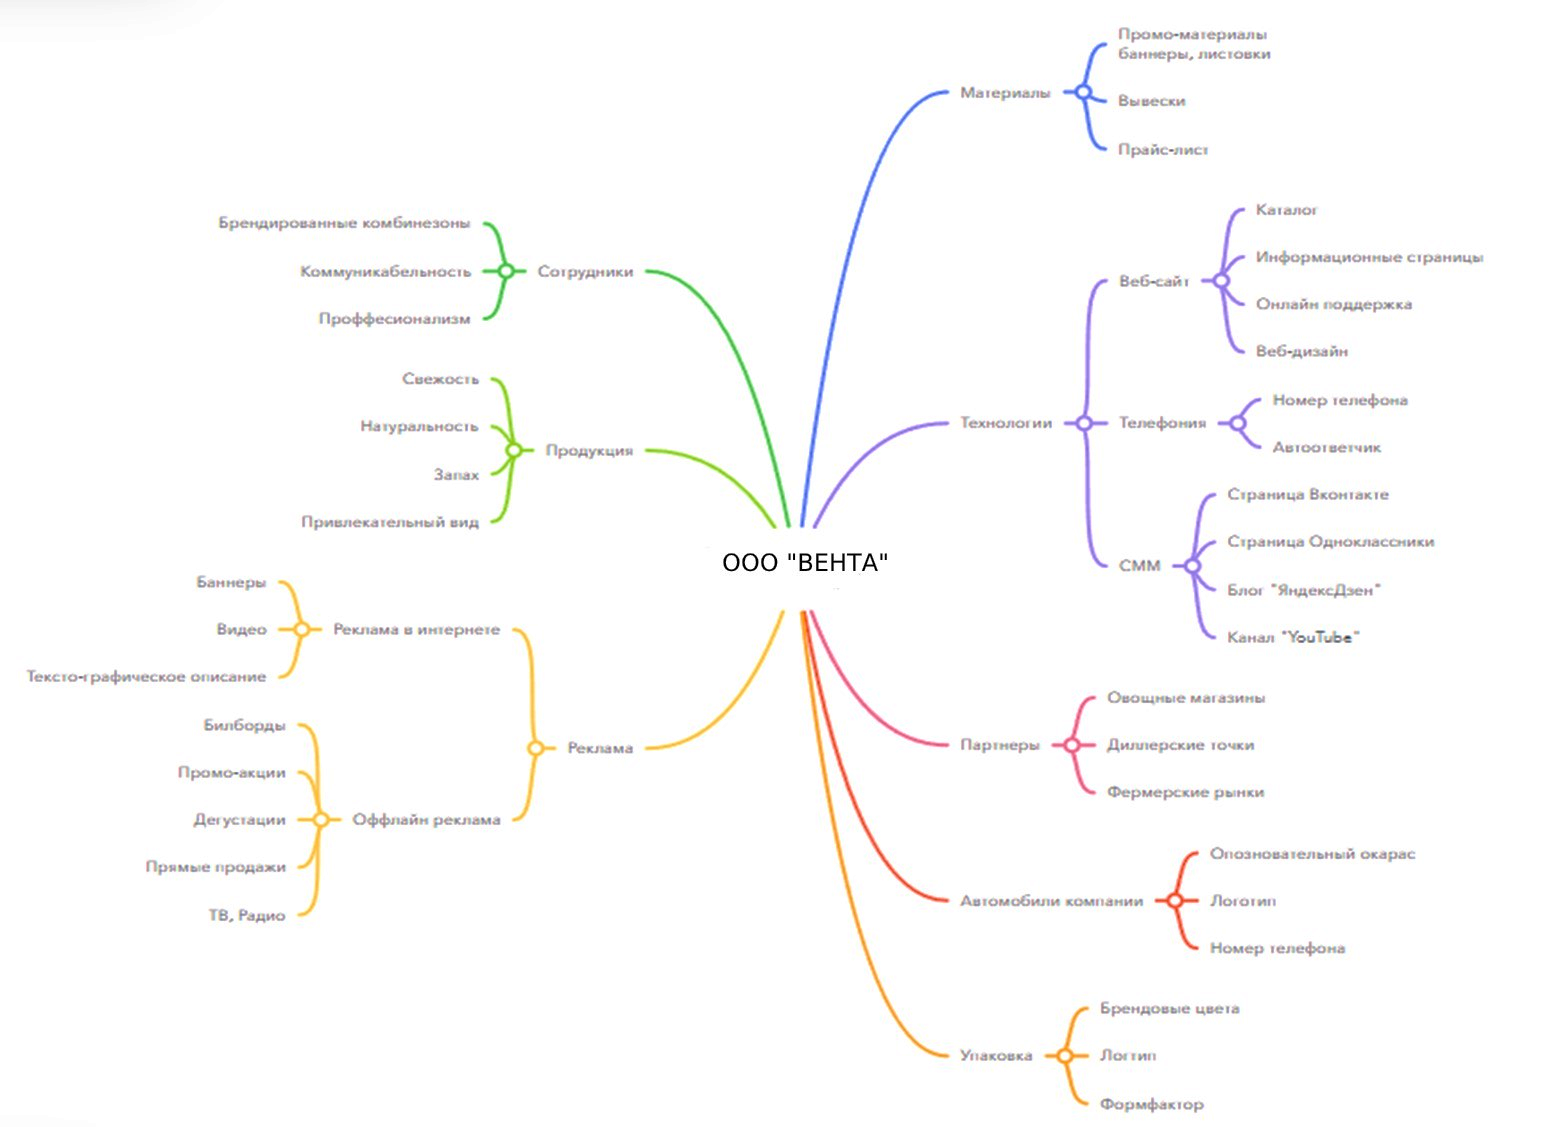 Промо-материалы
баннеры, листовки
Материалы
Вывески
Прайс-лист
Каталог
Информационные страницы
Веб-сайт
Онлайн поддержка
Веб-дизайн
Номер телефона
Технологии
Телефония
Автоответчик
Страница Вконтакте
Страница Одноклассники
СММ
Блог "ЯндексДзен"
Канал "YouTube"
Брендированные комбинезоны
Коммуникабельность
Сотрудники
Проффесионализм
Свежость
Натуральность
Продукция
Запах
Привлекательный вид
ООО "ВЕНТА"
Баннеры
Видео
Реклама в интернете
Тексто-графическое описание
Билборды
Реклама
Промо-акции
Дегустации
Оффлайн реклама
Прямые продажи
ТВ, Радио
Овощные магазины
Партнеры
Диллерские точки
Фермерские рынки
Опозновательный окарас
Автомобили компании
Логотип
Номер телефона
Брендовые цвета
Упаковка
Логтип
Формфактор